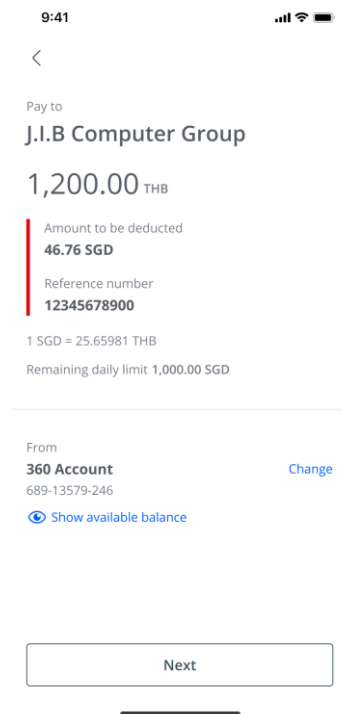 9:41
Pay to
J.I.B Computer Group
1,200.00 THB
Amount to be deducted
46.76 SGD
Reference number
12345678900
1 SGD = 25.65981 THB
Remaining daily limit 1,000.00 SGD
From
360 Account
Change
689-13579-246
Show available balance
Next